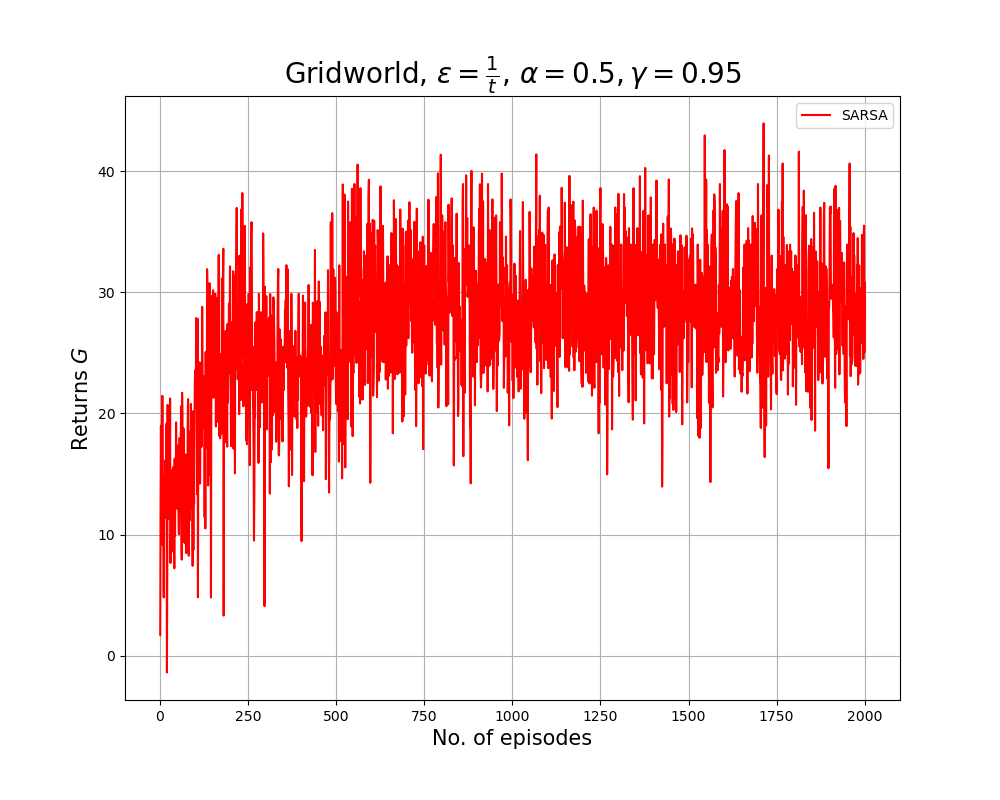 Gridworld, ε = 1/t, α = 0.5, γ = 0.95
SARSA
40
30
20
10
0
Returns G
0 250 500 750 1000 1250 1500 1750 2000
No. of episodes